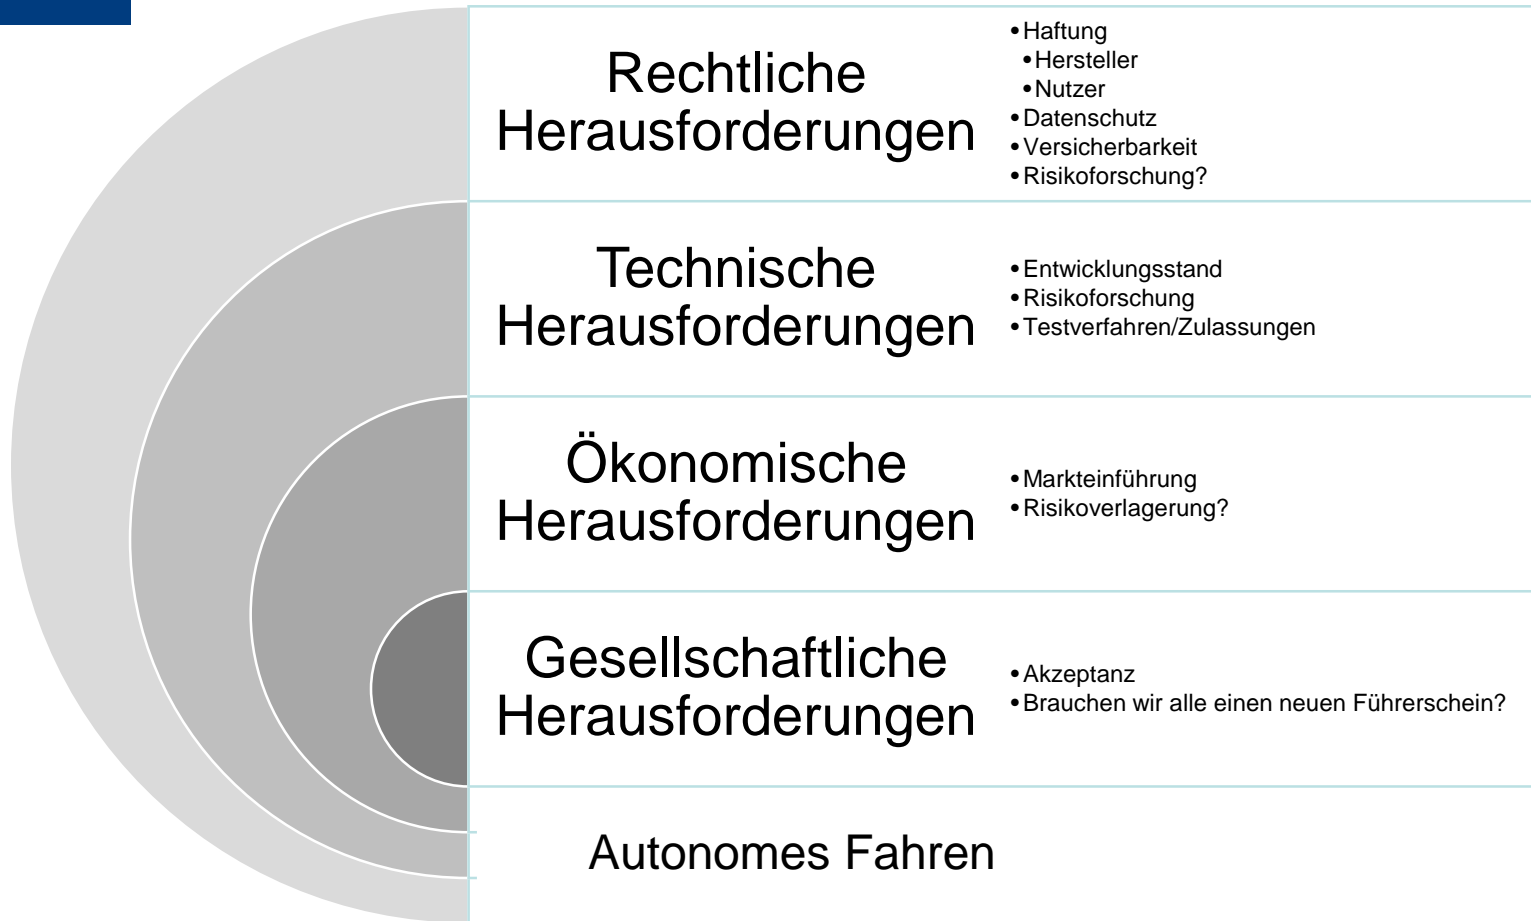 Rechtliche
Herausforderungen
•Haftung
•Hersteller
•Nutzer
•Datenschutz
•Versicherbarkeit
•Risikoforschung?
Technische
Herausforderungen
•Entwicklungsstand
•Risikoforschung
•Testverfahren/Zulassungen
Ökonomische
Herausforderungen
•Markteinführung
•Risikoverlagerung?
Gesellschaftliche
Herausforderungen
•Akzeptanz
•Brauchen wir alle einen neuen Führerschein?
Autonomes Fahren